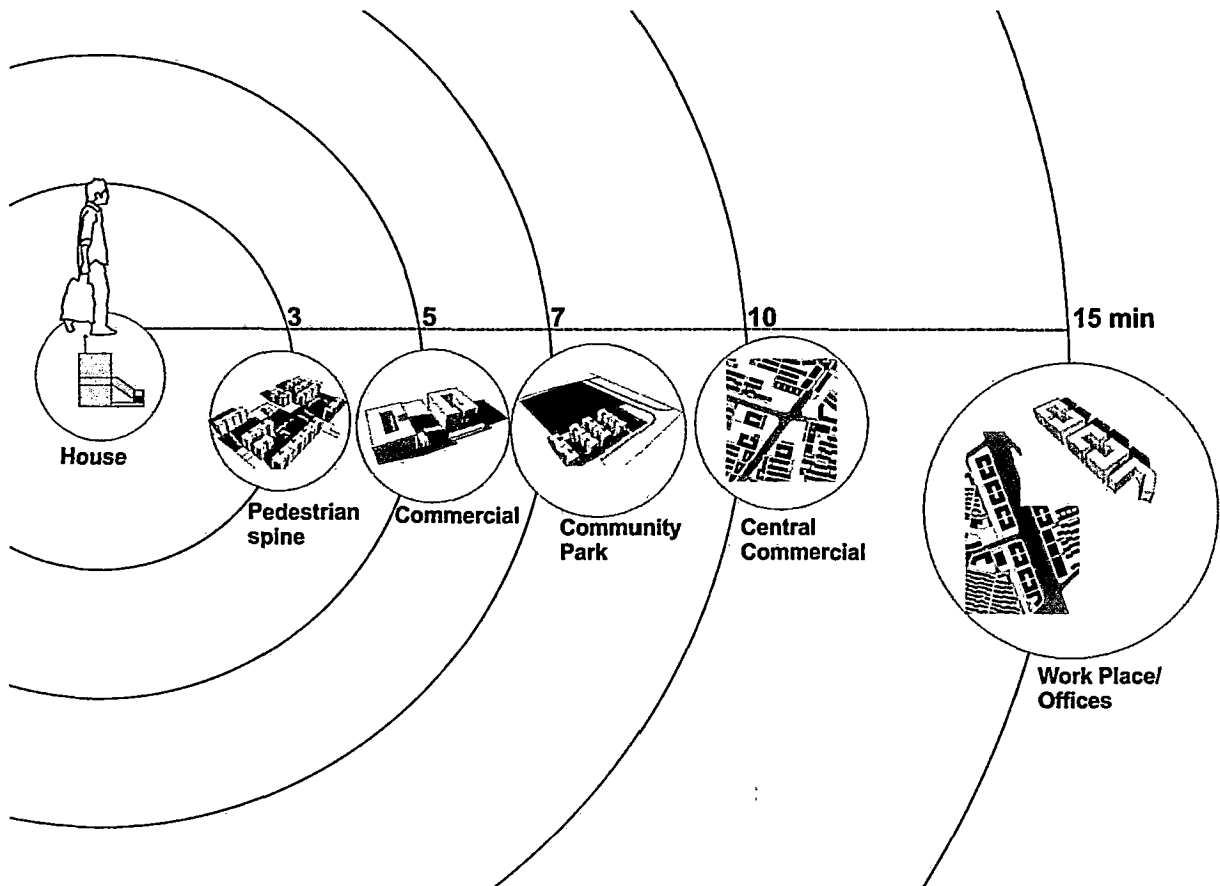 3
5
7
10
15 min
House
Pedestrian
spine
Commercial
Community
Park
Central
Commercial
Work Place/
Offices